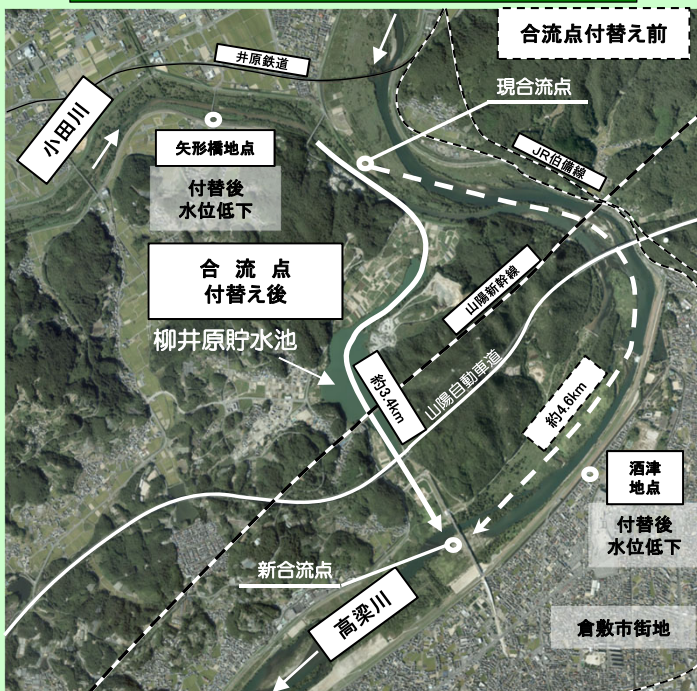 合流点付替え前
井原鉄道
現合流点
小田川
矢形橋地点
JR伯備線
付替後
水位低下
合流点
付替え後
山陽新幹線
柳井原貯水池
山陽自動車道
約3.4km
約4.6km
酒津
地点
付替後
水位低下
新合流点
高梁川
倉敷市街地